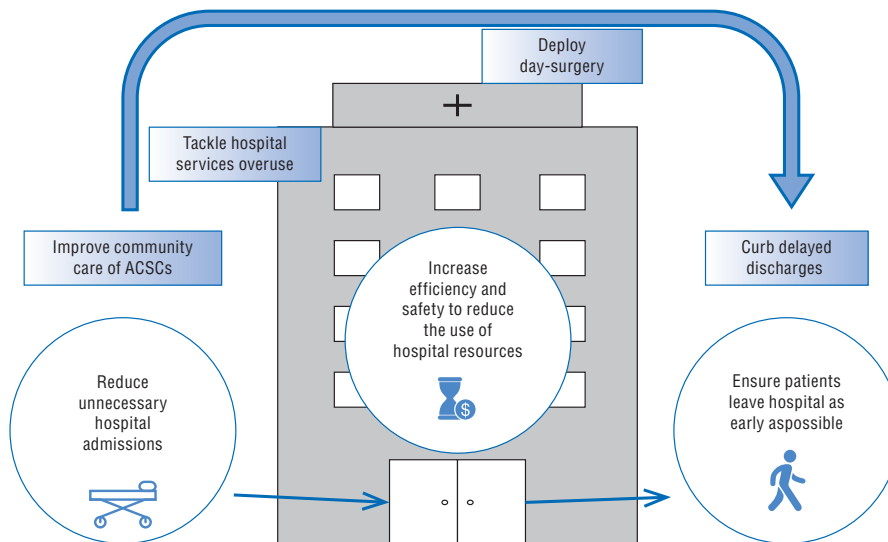 Deploy
day-surgery
Tackle hospital
services overuse
Improve community
care of ACSCs
Curb delayed
discharges
Increase
efficiency and
safety to reduce
the use of
hospital resources
$
Reduce
unnecessary
hospital
admissions
Ensure patients
leave hospital as
early aspossible